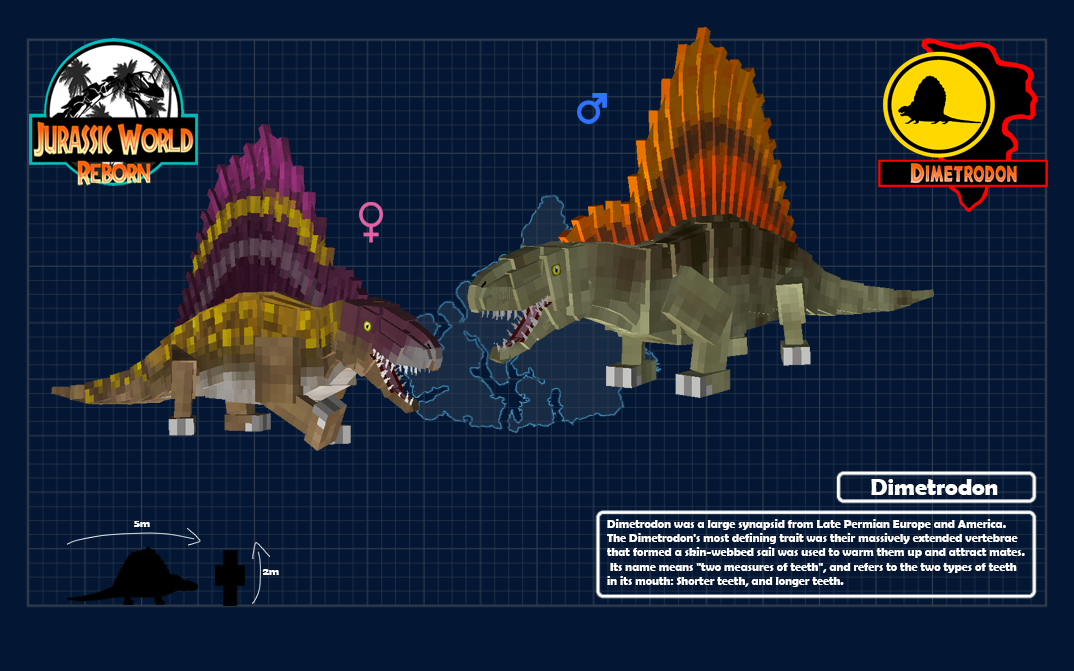 JURASSIC WORLD
REBORN
DIMETRODON
5m
2m
Dimetrodon
Dimetrodon was a large synapsid from Late Permian Europe and America.
The Dimetrodon's most defining trait was their massively extended vertebrae
that formed a skin-webbed sail was used to warm them up and attract mates.
Its name means "two measures of teeth", and refers to the two types of teeth
in its mouth: Shorter teeth, and longer teeth.